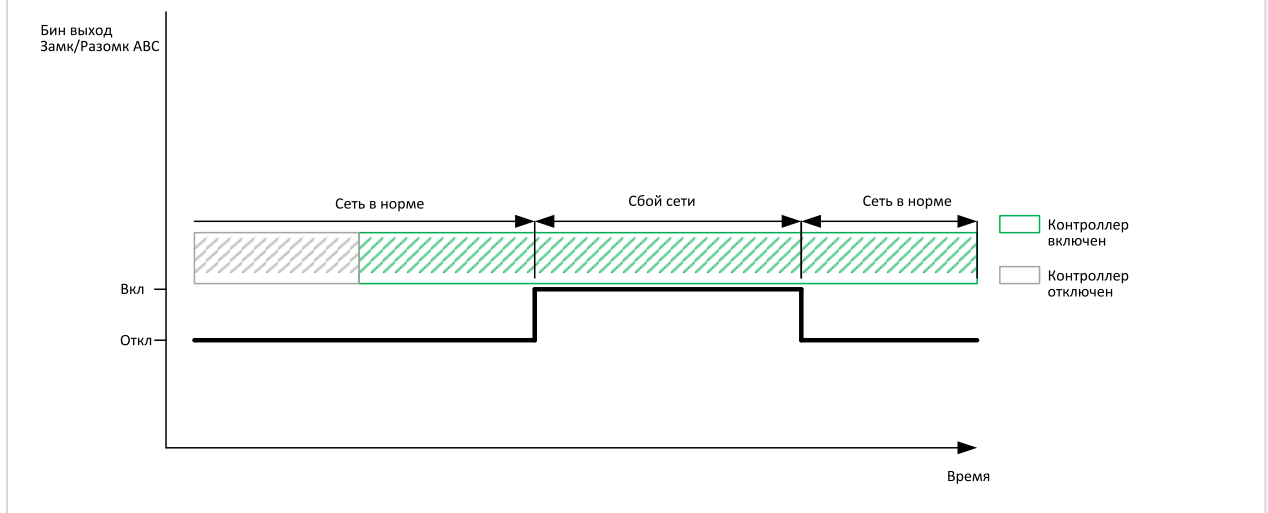 Бин выход
Замк/Разомк АВС
Сеть в норме
Сбой сети
Сеть в норме
Контроллер
включен
Контроллер
отключен
Вкл
Откл
Время